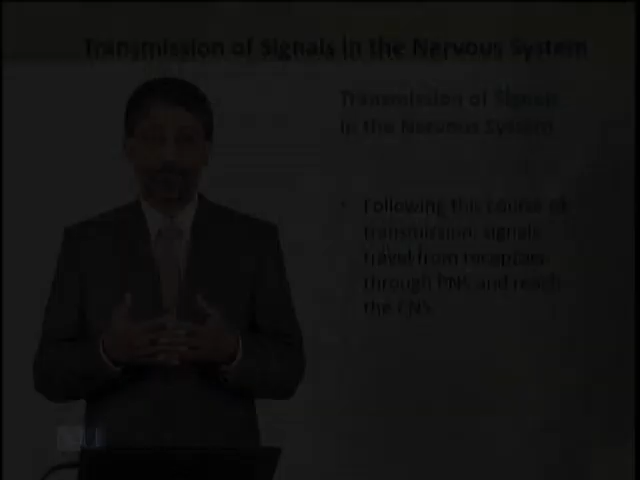 Transmission of Signals in the Nervous System
Transmission of Signals
in the Nervous System
• Following this course of
transmission, signals
travel from receptors
through PNS and reach
the CNS.